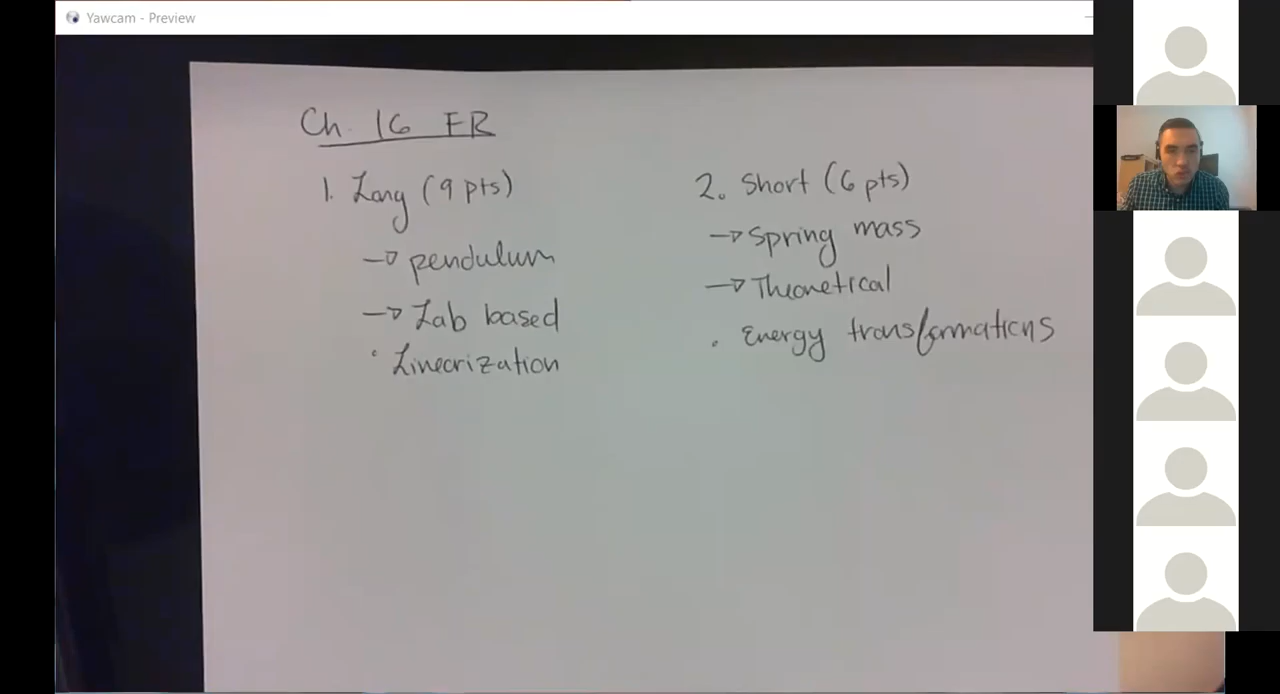 Yawcam - Preview
Ch. 16 FR
1. Long (9 pts)
→ pendulum
→ Lab based
• Linearization
2. Short (6 pts)
→ Spring mass
→ Theoretical
• Energy transformations